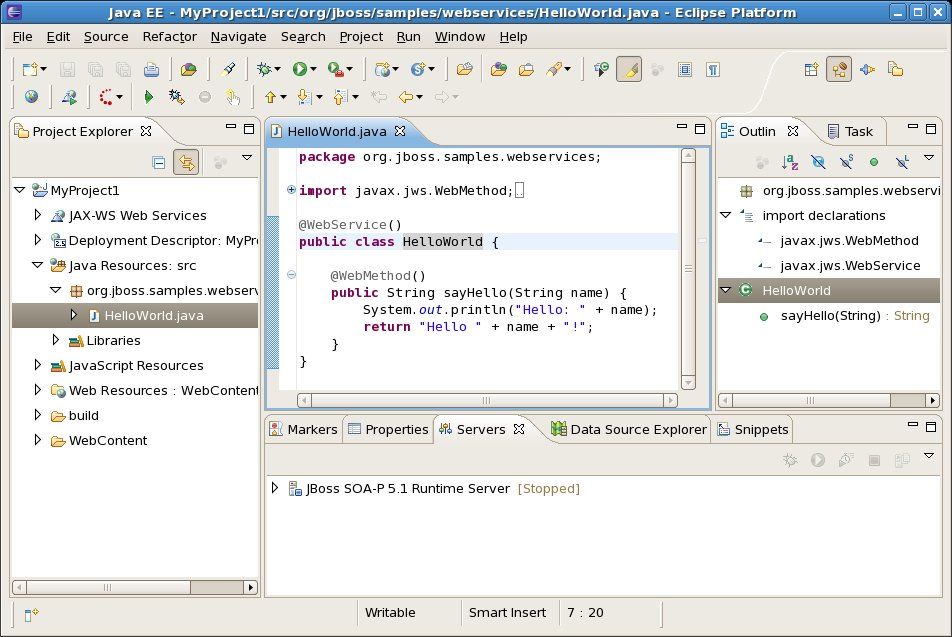 Java EE - MyProject1/src/org/jboss/samples/webservices/HelloWorld.java - Eclipse Platform
File Edit Source Refactor Navigate Search Project Run Window Help
Project Explorer
MyProject1
JAX-WS Web Services
Deployment Descriptor: MyPr
Java Resources: src
org.jboss.samples.webserv
HelloWorld.java
Libraries
JavaScript Resources
Web Resources : WebContent
build
WebContent
HelloWorld.java
package org.jboss.samples.webservices;
import javax.jws.WebMethod;
@WebService()
public class HelloWorld {
@WebMethod()
public String sayHello(String name) {
System.out.println("Hello: " + name);
return "Hello " + name + "!";
}
}
Outlin Task
org.jboss.samples.webservi
import declarations
javax.jws.WebMethod
javax.jws.WebService
HelloWorld
sayHello(String) : String
Markers Properties Servers Data Source Explorer Snippets
JBoss SOA-P 5.1 Runtime Server [Stopped]
Writable Smart Insert 7 : 20